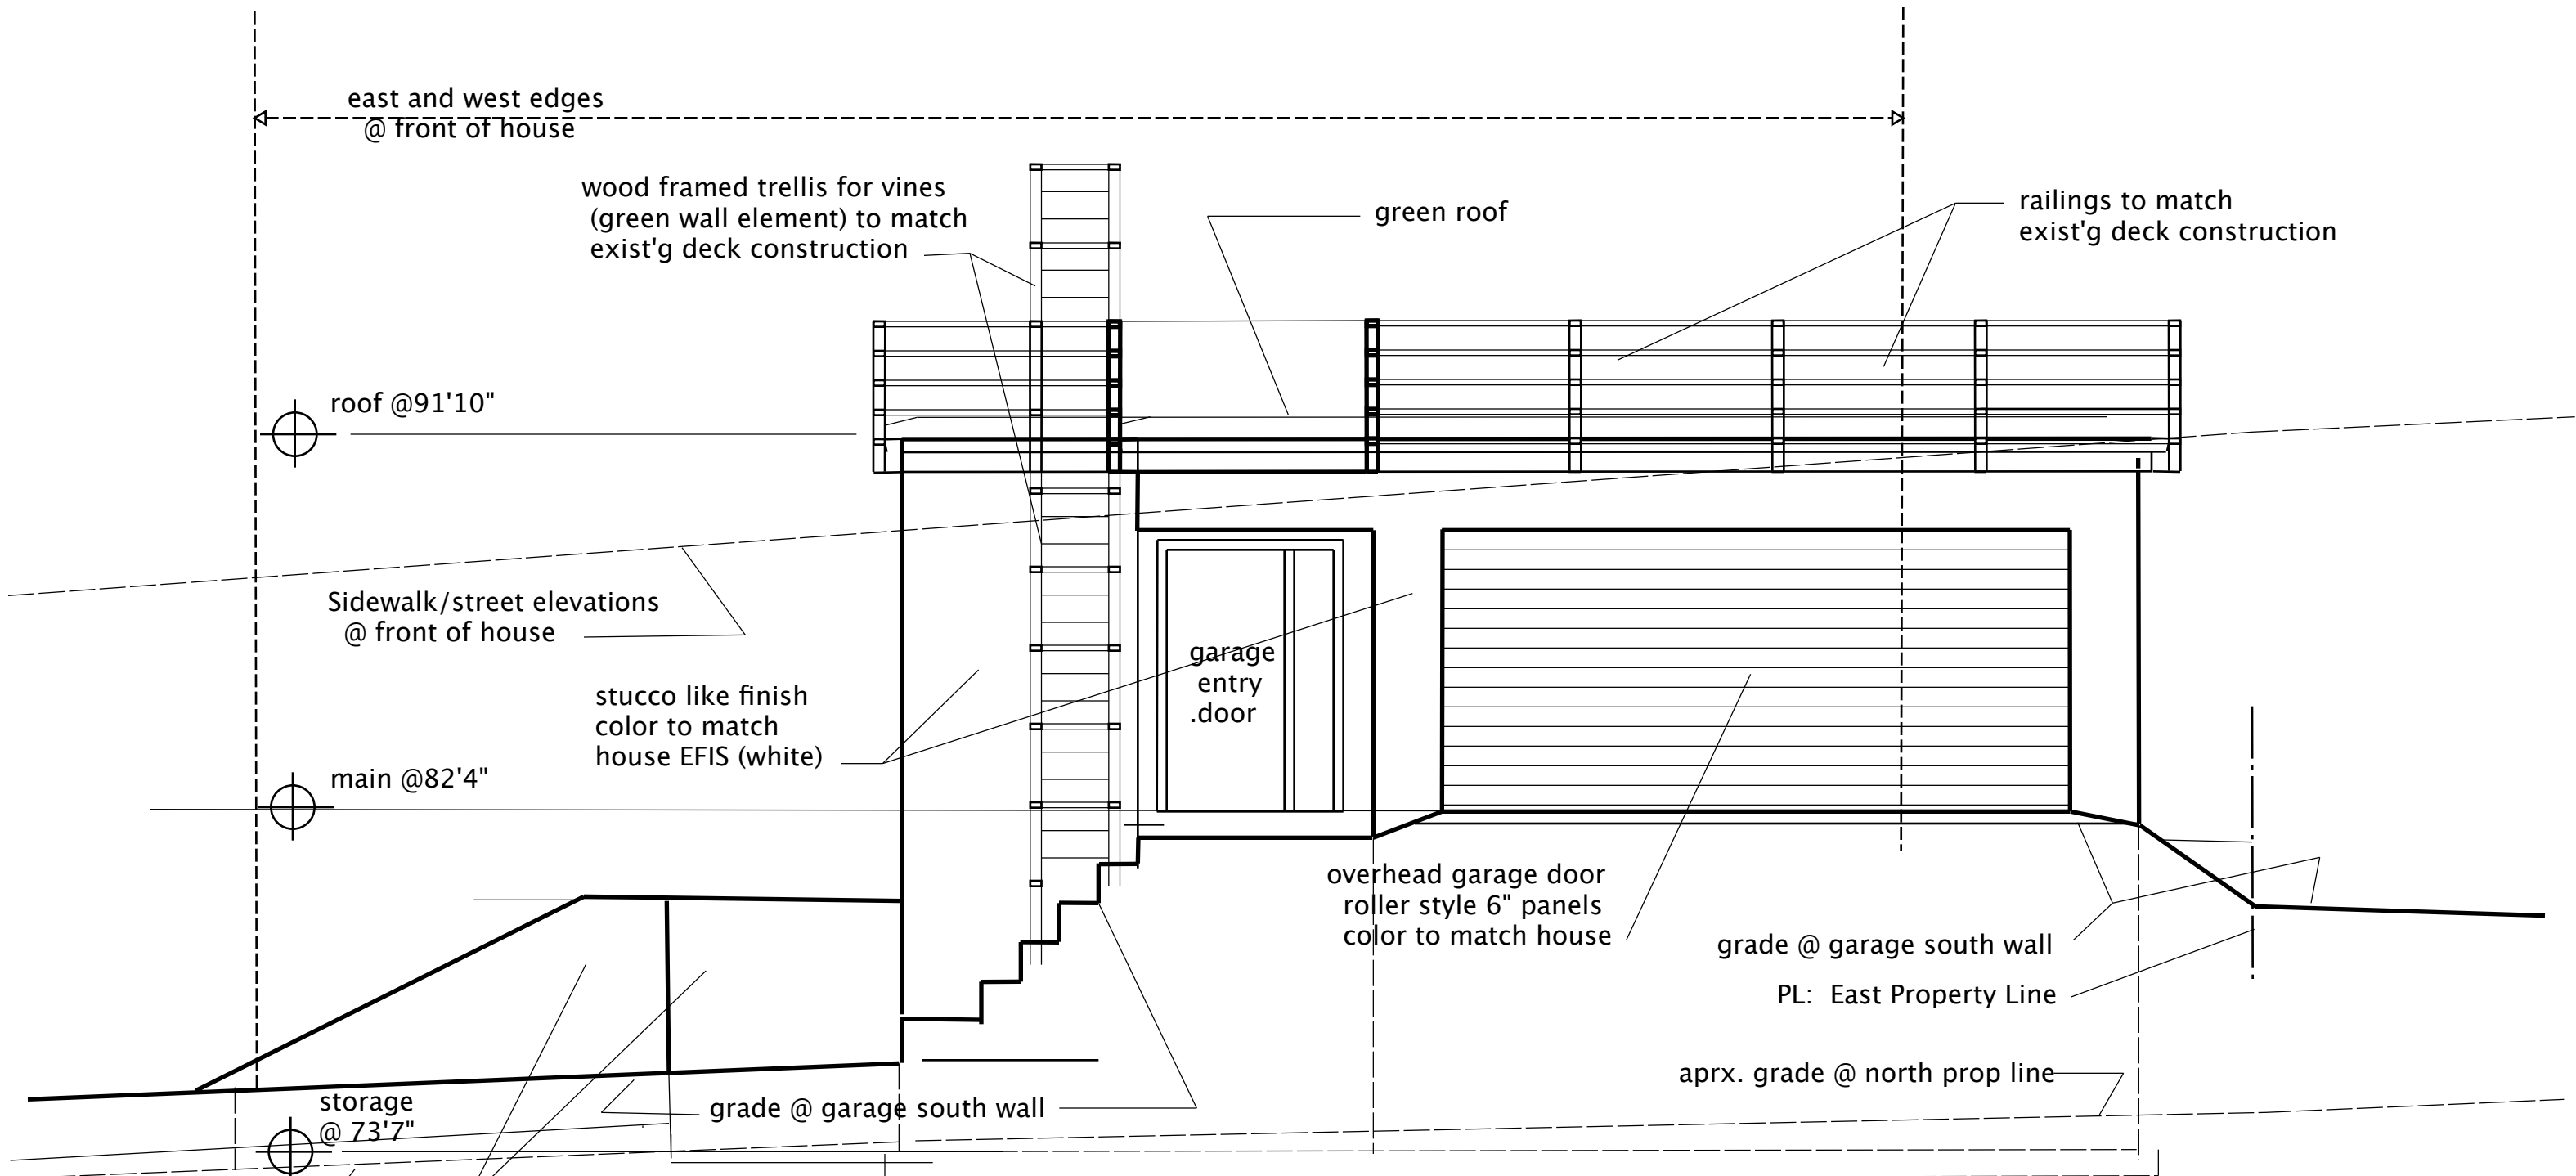 east and west edges
@ front of house
wood framed trellis for vines
(green wall element) to match
exist'g deck construction
green roof
railings to match
exist'g deck construction
roof @91'10"
Sidewalk/street elevations
@ front of house
stucco like finish
color to match
house EFIS (white)
garage
entry
.door
main @82'4"
overhead garage door
roller style 6" panels
color to match house
grade @ garage south wall
PL: East Property Line
aprx. grade @ north prop line
storage
@ 73'7"
grade @ garage south wall